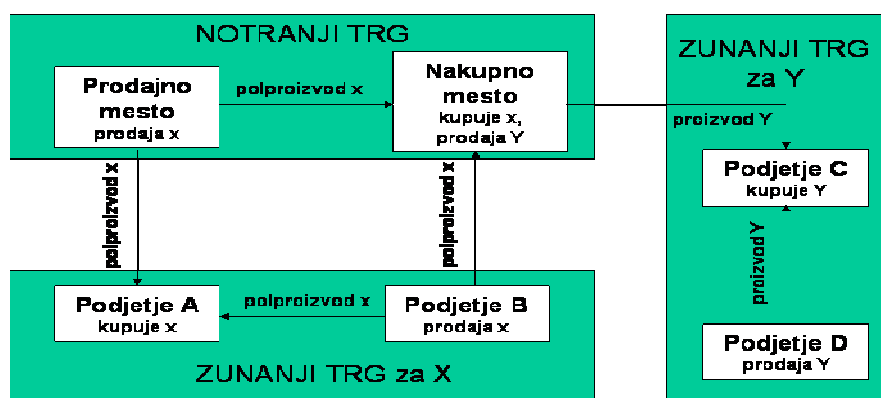 NOTRANJI TRG
Prodajno
mesto
prodaja x
polproizvod x
Nakupno
mesto
kupuje x,
prodaja Y
ZUNANJI TRG
za Y
proizvod Y
Podjetje C
kupuje Y
proizvod Y
Podjetje D
prodaja Y
polproizvod x
polproizvod x
Podjetje A
kupuje x
polproizvod x
Podjetje B
prodaja x
ZUNANJI TRG za X